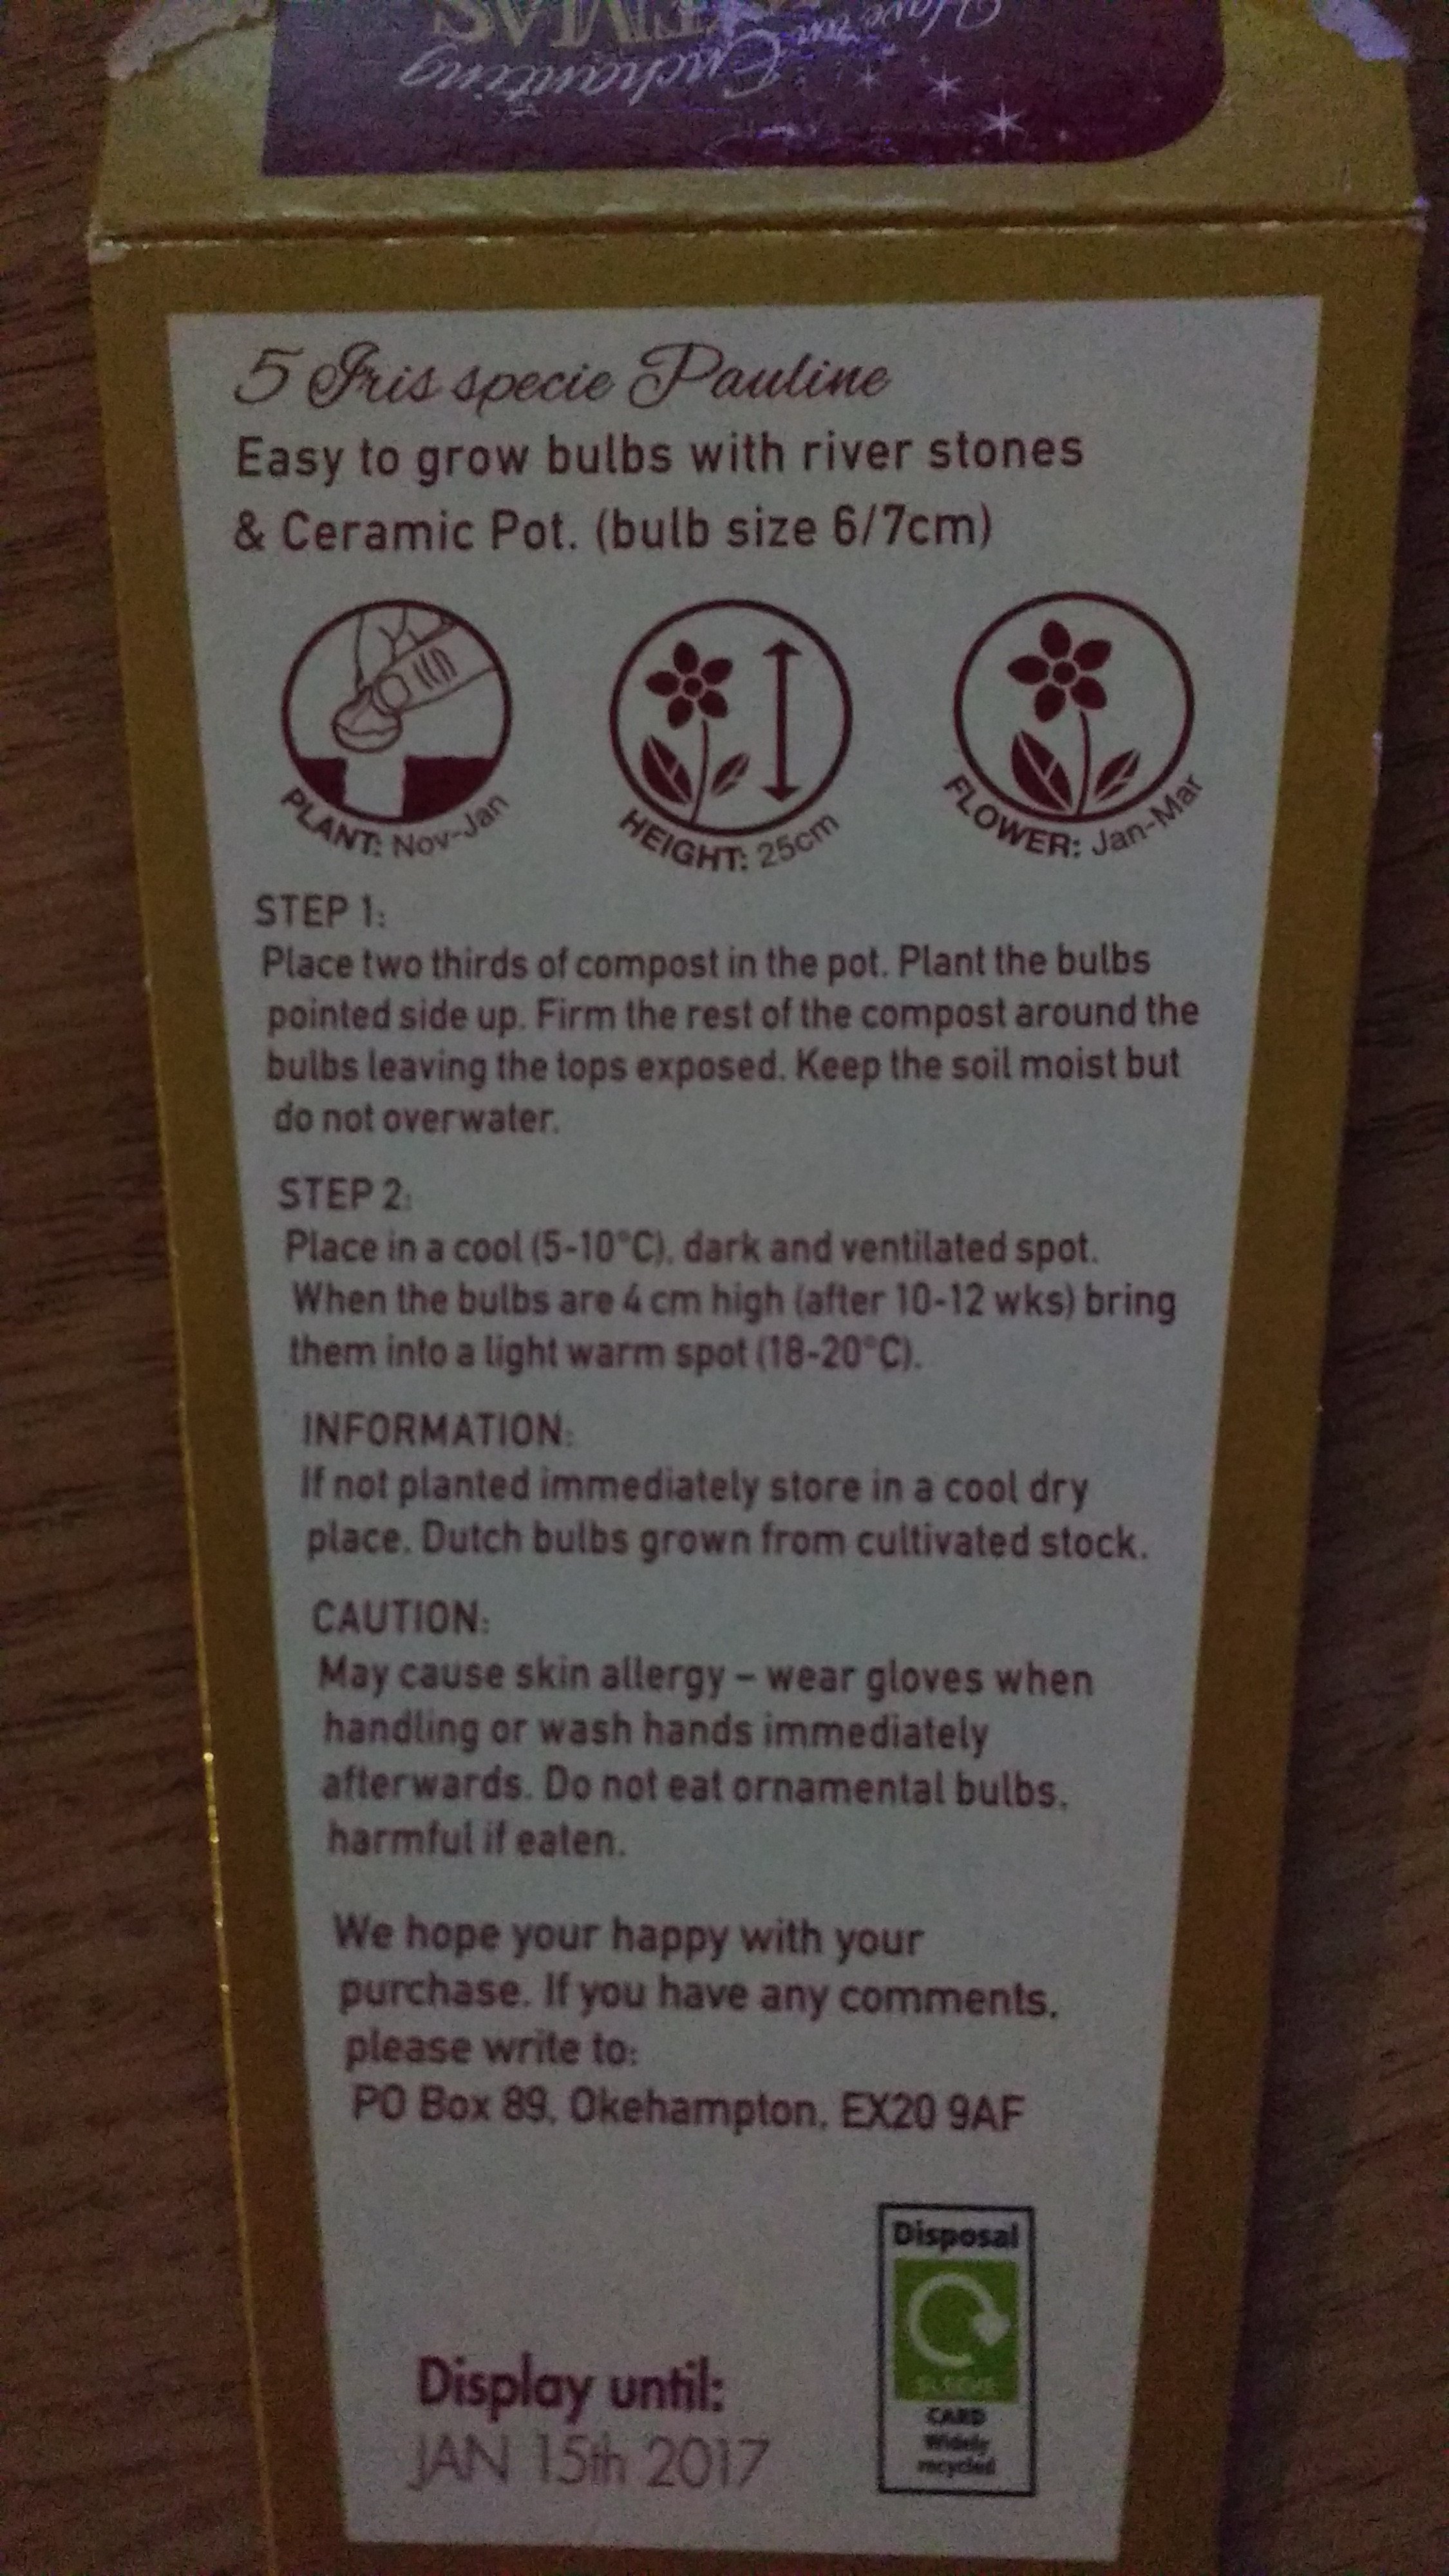 Have an
Enchanting
5 Iris specie Pauline
Easy to grow bulbs with river stones
& Ceramic Pot. (bulb size 6/7cm)
PLANT: Nov-Jan
HEIGHT: 25cm
FLOWER: Jan-Mar
STEP 1:
Place two thirds of compost in the pot. Plant the bulbs
pointed side up. Firm the rest of the compost around the
bulbs leaving the tops exposed. Keep the soil moist but
do not overwater.
STEP 2:
Place in a cool (5-10°C), dark and ventilated spot.
When the bulbs are 4 cm high (after 10-12 wks) bring
them into a light warm spot (18-20°C).
INFORMATION:
If not planted immediately store in a cool dry
place. Dutch bulbs grown from cultivated stock.
CAUTION:
May cause skin allergy – wear gloves when
handling or wash hands immediately
afterwards. Do not eat ornamental bulbs,
harmful if eaten.
We hope your happy with your
purchase. If you have any comments,
please write to:
PO Box 89, Okehampton, EX20 9AF
Disposal
SLEEVE
CARD
Widely
recycled
Display until:
JAN 15th 2017